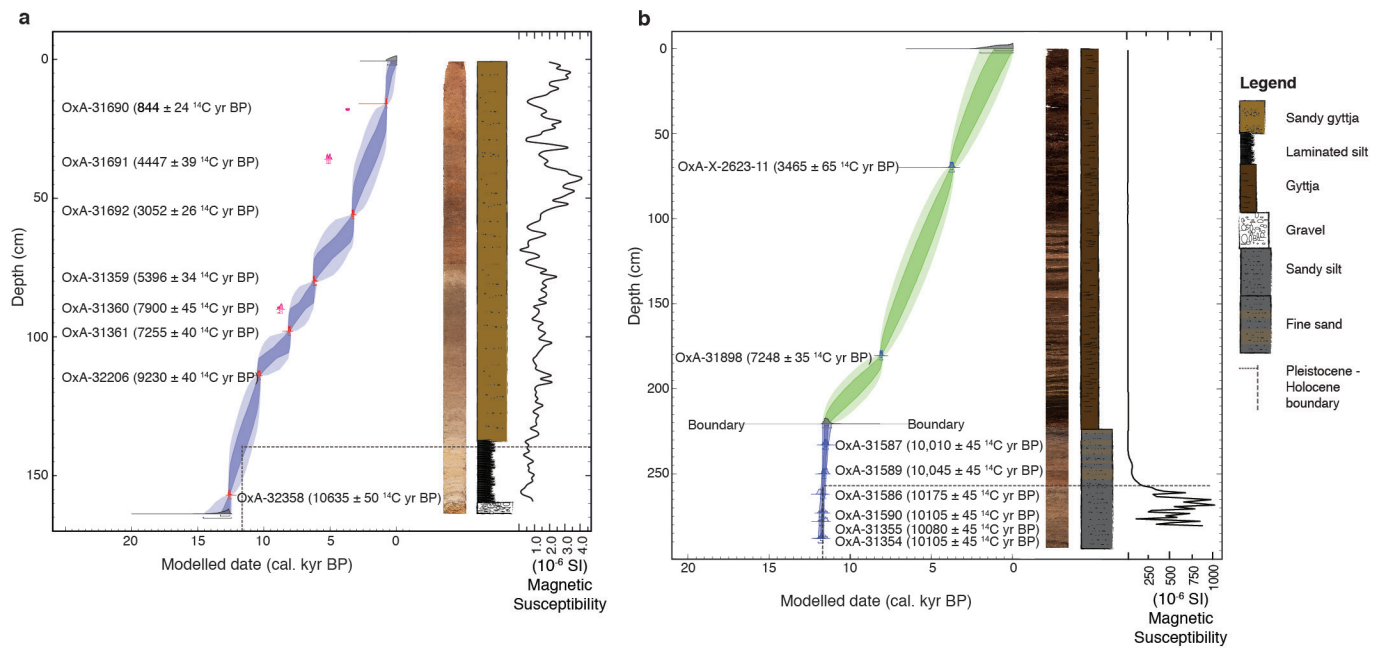 a
0
50
100
150
Depth (cm)
OxA-31690 (844 ± 24 ¹⁴C yr BP)
OxA-31691 (4447 ± 39 ¹⁴C yr BP)
OxA-31692 (3052 ± 26 ¹⁴C yr BP)
OxA-31359 (5396 ± 34 ¹⁴C yr BP)
OxA-31360 (7900 ± 45 ¹⁴C yr BP)
OxA-31361 (7255 ± 40 ¹⁴C yr BP)
OxA-32206 (9230 ± 40 ¹⁴C yr BP)
OxA-32358 (10635 ± 50 ¹⁴C yr BP)
25 20 15 10 5 0
Modelled date (cal. kyr BP)
1.0 2.0 3.0 4.0
(10⁻⁶ SI)
Magnetic
Susceptibility
b
0
50
100
150
200
250
Depth (cm)
OxA-X-2623-11 (3465 ± 65 ¹⁴C yr BP)
OxA-31898 (7248 ± 35 ¹⁴C yr BP)
Boundary Boundary
OxA-31587 (10,010 ± 45 ¹⁴C yr BP)
OxA-31589 (10,045 ± 45 ¹⁴C yr BP)
OxA-31586 (10175 ± 45 ¹⁴C yr BP)
OxA-31590 (10105 ± 45 ¹⁴C yr BP)
OxA-31355 (10080 ± 45 ¹⁴C yr BP)
OxA-31354 (10105 ± 45 ¹⁴C yr BP)
20 15 10 5 0
Modelled date (cal. kyr BP)
250 500 750 1000
(10⁻⁶ SI)
Magnetic
Susceptibility
Legend
Sandy gyttja
Laminated silt
Gyttja
Gravel
Sandy silt
Fine sand
Pleistocene -
Holocene
boundary